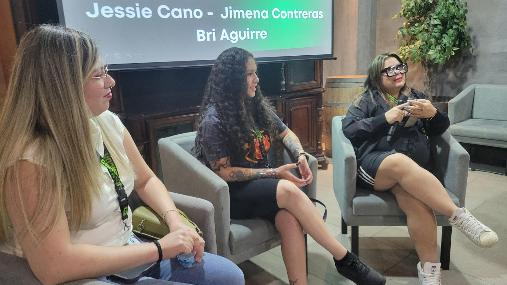 Jessie Cano - Jimena Contreras
Bri Aguirre